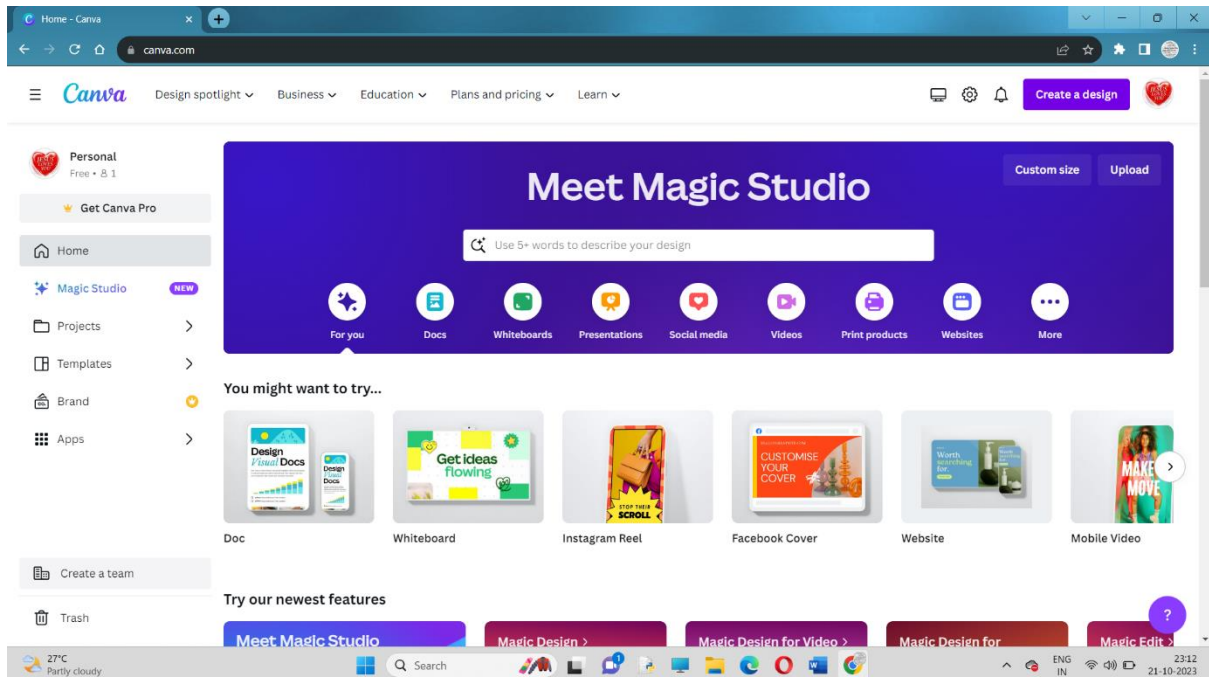 Home - Canva
canva.com
Canva Design spotlight Business Education Plans and pricing Learn Create a design
Personal
Free • 1
Get Canva Pro
Home
Magic Studio NEW
Projects
Templates
Brand
Apps
Create a team
Trash
Meet Magic Studio
Custom size Upload
Use 5+ words to describe your design
For you Docs Whiteboards Presentations Social media Videos Print products Websites More
You might want to try...
Design
Visual Docs
Design
Visual
Docs
Get ideas
flowing
STOP THEIR
SCROLL
CUSTOMISE
YOUR
COVER
Worth
searching
for.
MAKE
MOVE
Doc Whiteboard Instagram Reel Facebook Cover Website Mobile Video
Try our newest features
Meet Magic Studio
Magic Design >
Magic Design for Video >
Magic Design for
Magic Edit >
?
27°C
Partly cloudy
Search
ENG
IN
23:12
21-10-2023